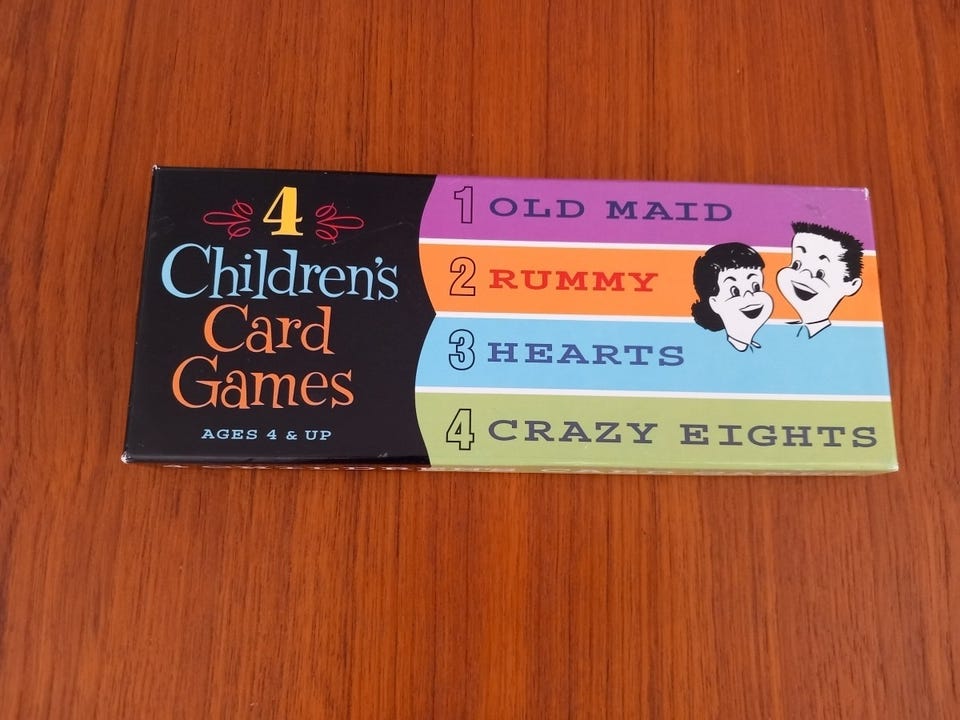 4
Children's
Card
Games
AGES 4 & UP
1 OLD MAID
2 RUMMY
3 HEARTS
4 CRAZY EIGHTS